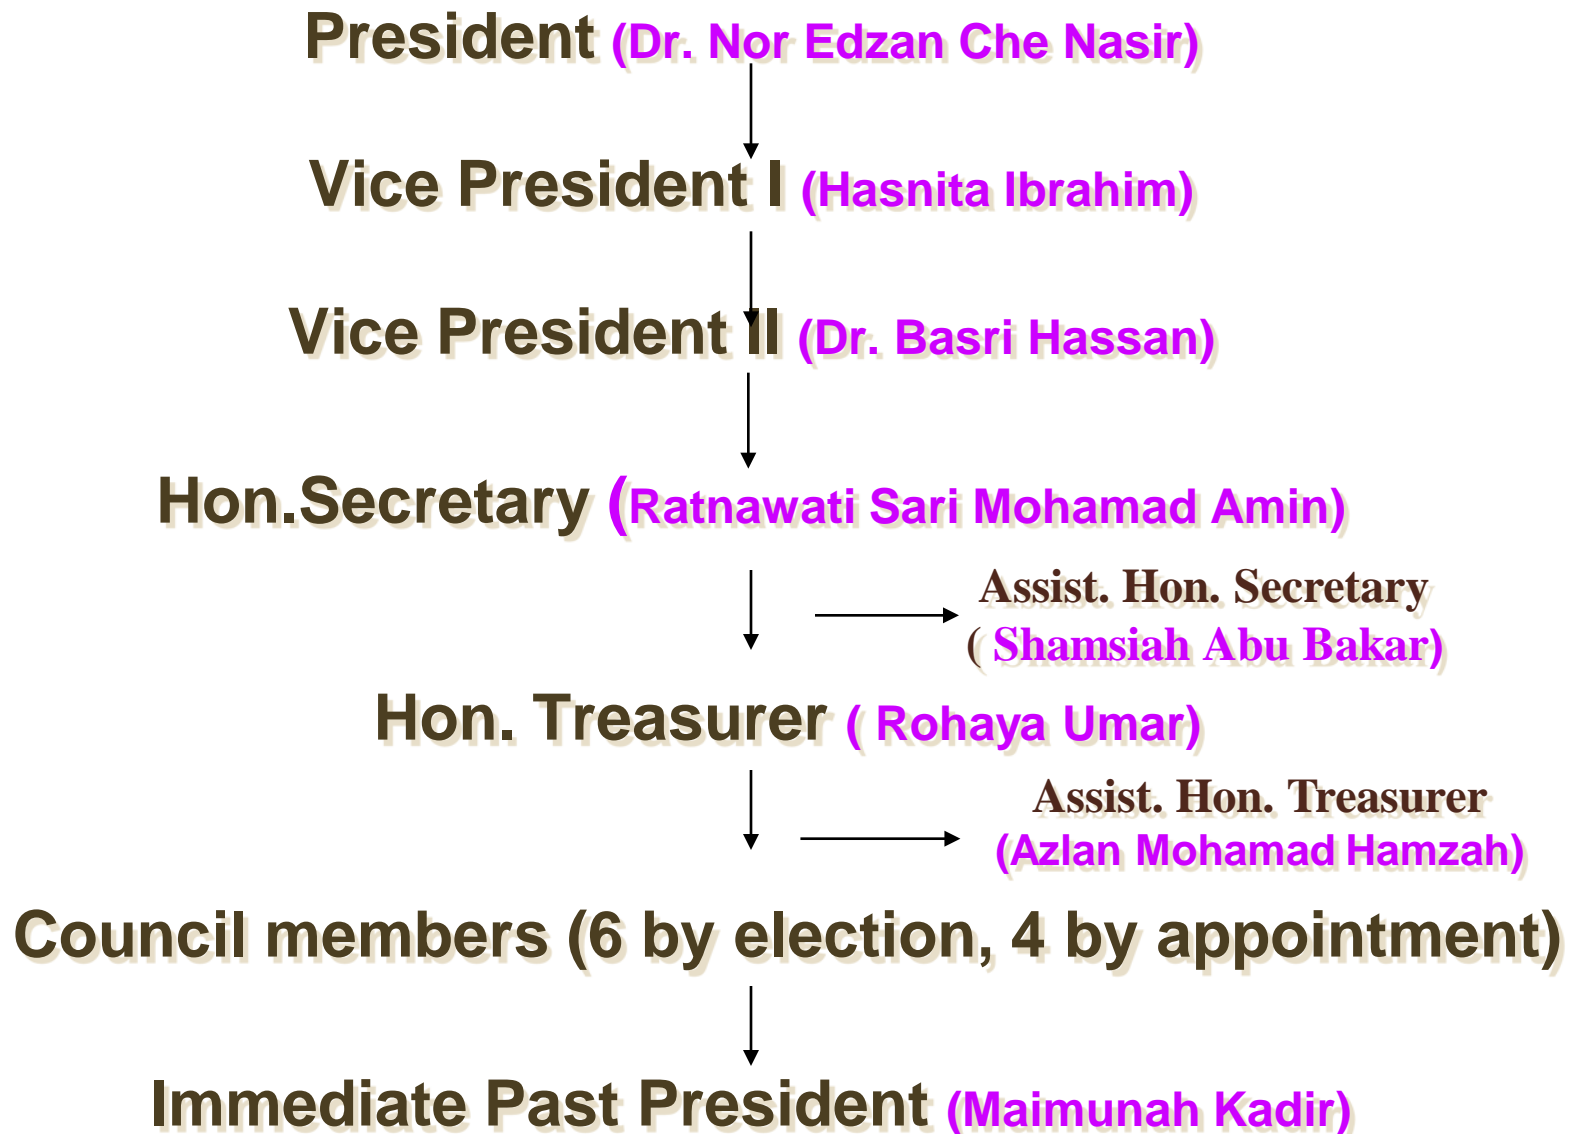 President (Dr. Nor Edzan Che Nasir)
Vice President I (Hasnita Ibrahim)
Vice President II (Dr. Basri Hassan)
Hon.Secretary (Ratnawati Sari Mohamad Amin)
Assist. Hon. Secretary
( Shamsiah Abu Bakar)
Hon. Treasurer ( Rohaya Umar)
Assist. Hon. Treasurer
(Azlan Mohamad Hamzah)
Council members (6 by election, 4 by appointment)
Immediate Past President (Maimunah Kadir)